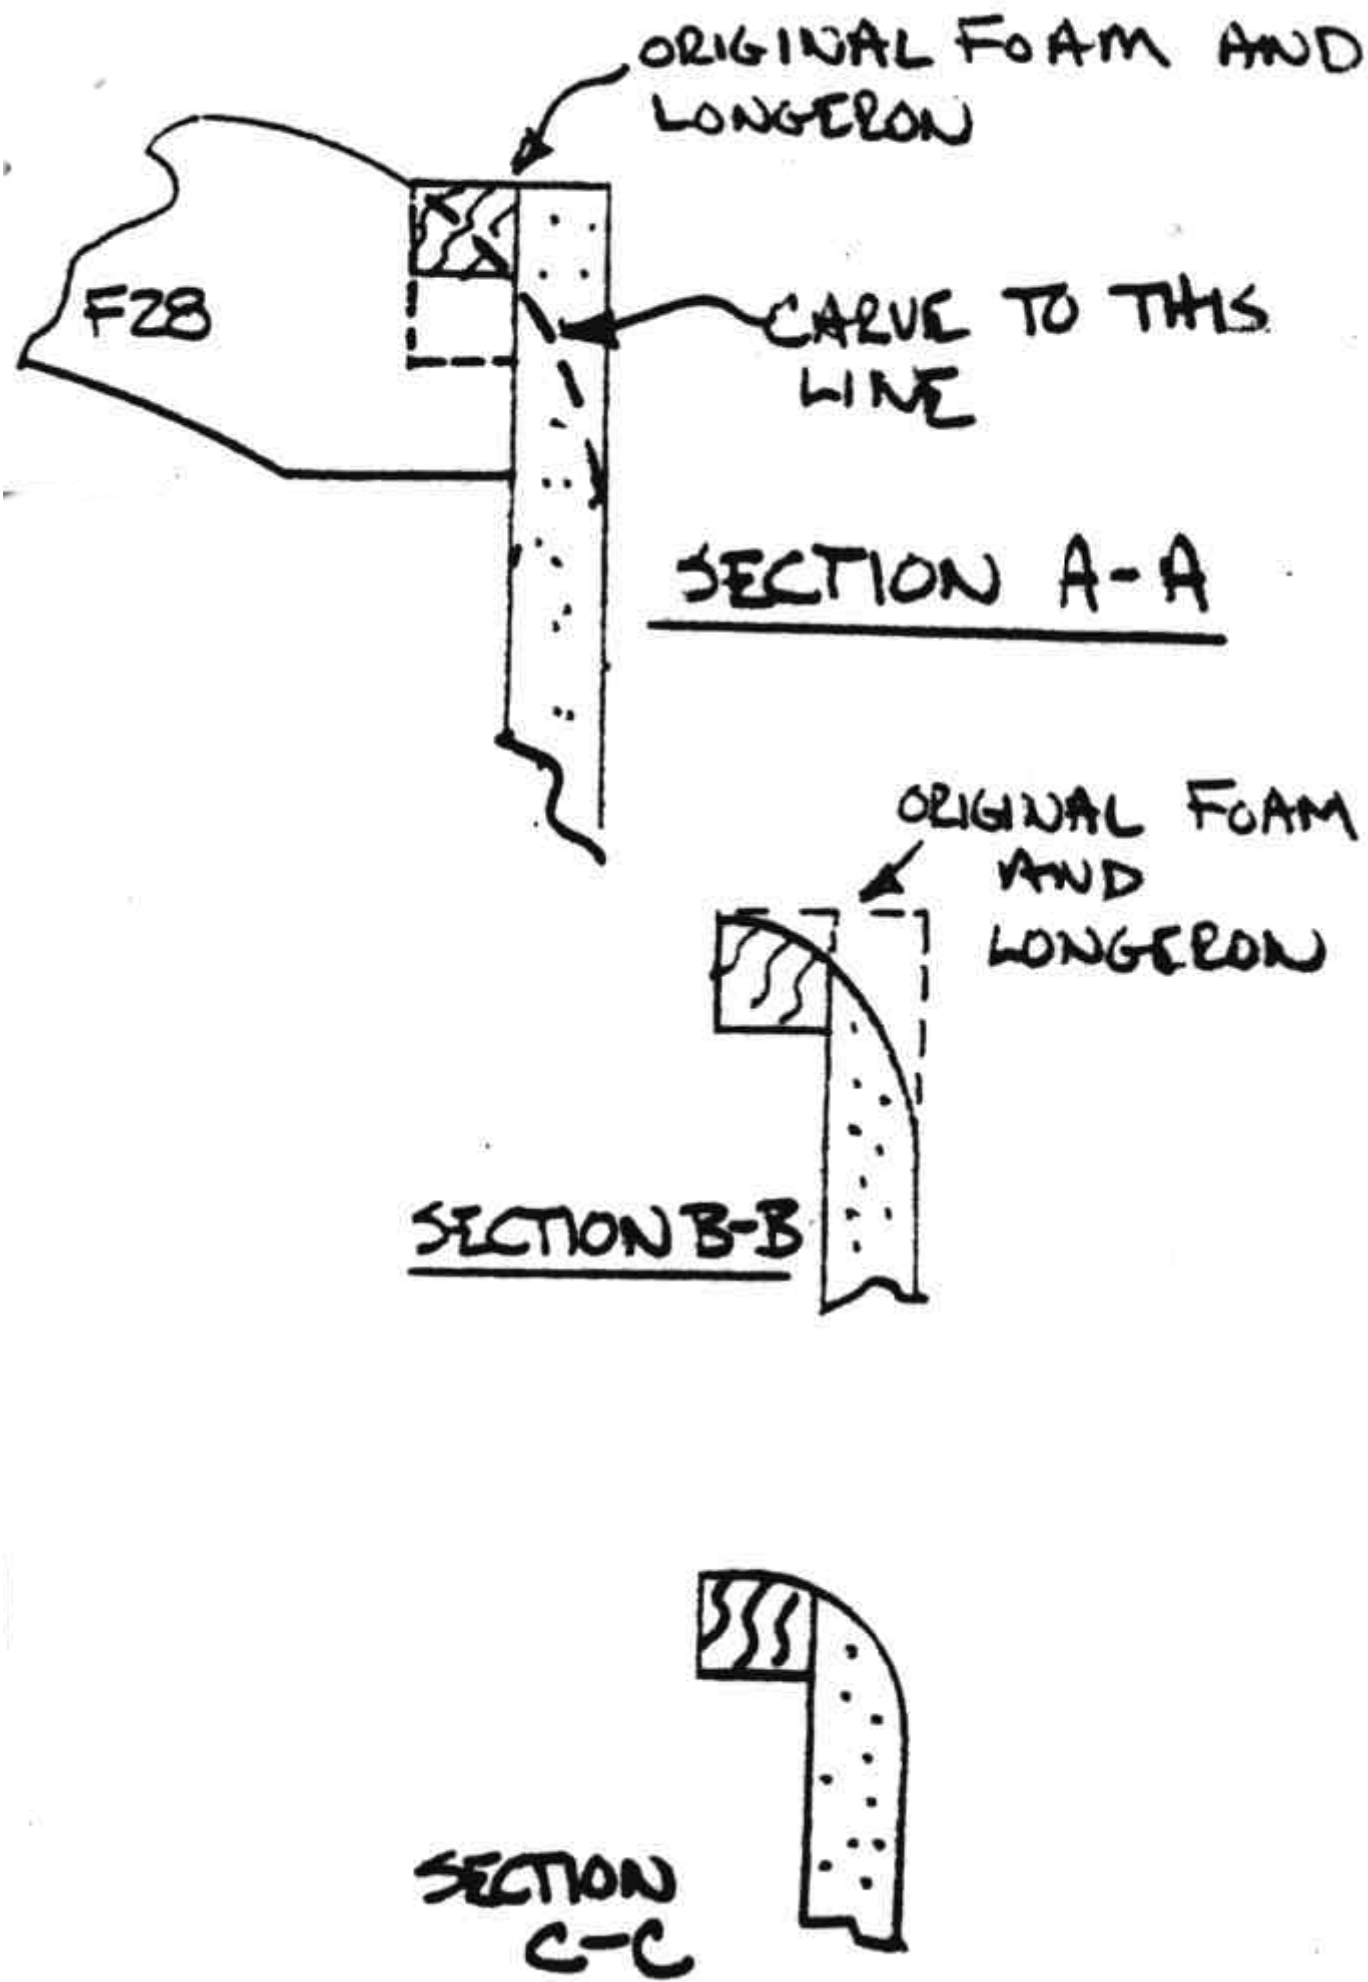 ORIGINAL FOAM AND
LONGERON
F28
CARVE TO THIS
LINE
SECTION A-A
ORIGINAL FOAM
AND
LONGERON
SECTION B-B
SECTION
C-C